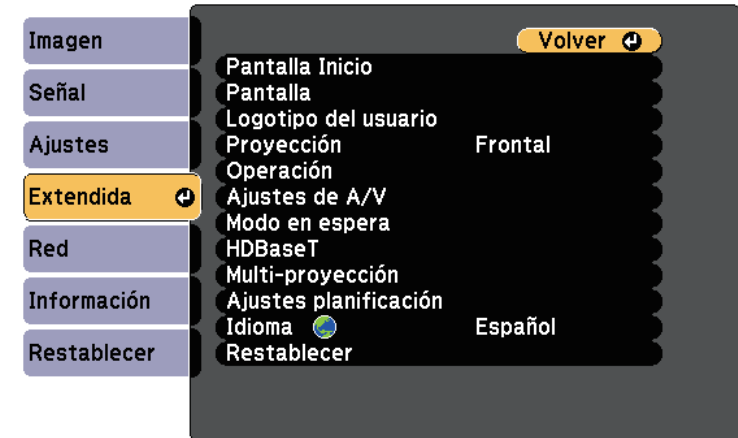 Imagen
Señal
Ajustes
Extendida
Red
Información
Restablecer
Volver
Pantalla Inicio
Pantalla
Logotipo del usuario
Proyección Frontal
Operación
Ajustes de A/V
Modo en espera
HDBaseT
Multi-proyección
Ajustes planificación
Idioma Español
Restablecer